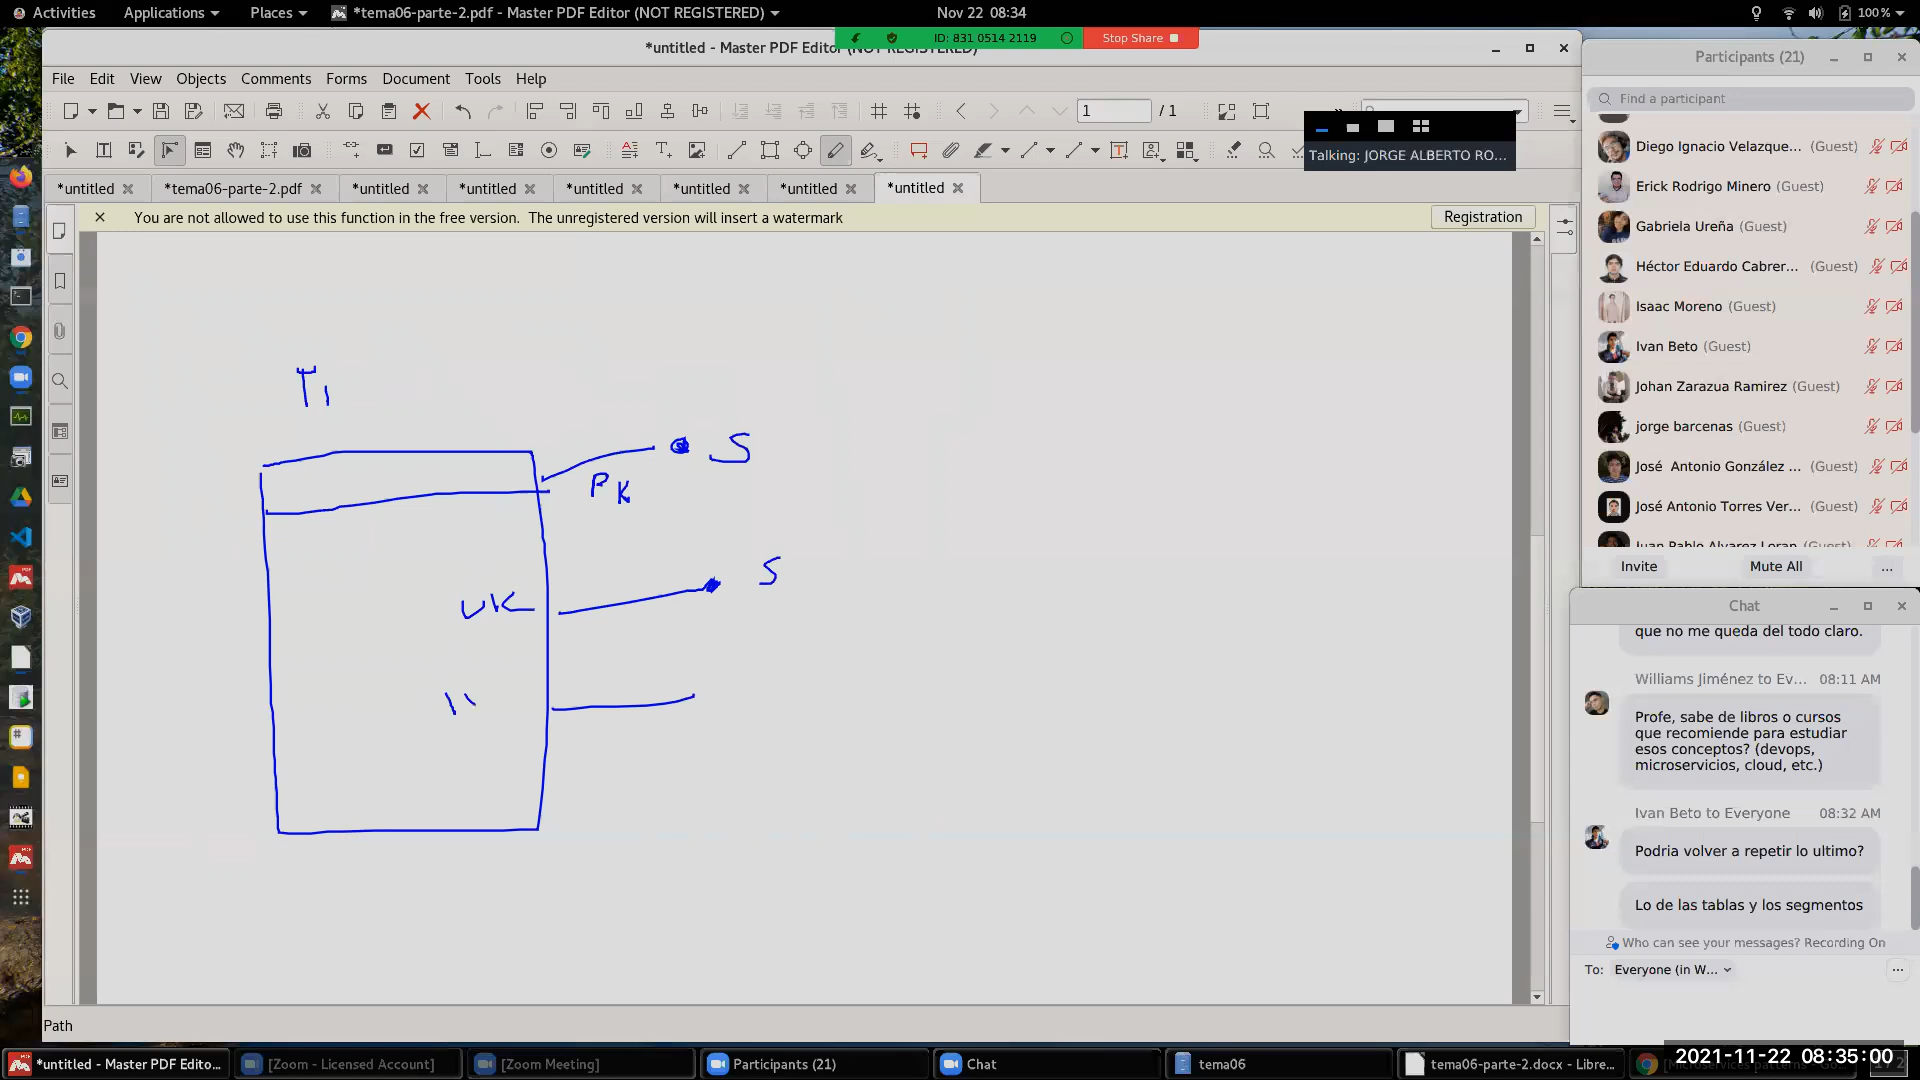 Activities Applications Places *tema06-parte-2.pdf - Master PDF Editor (NOT REGISTERED) Nov 22 08:34 100%
*untitled - Master PDF Editor (NOT REGISTERED)
ID: 831 0514 2119 Stop Share
File Edit View Objects Comments Forms Document Tools Help
1 / 1
Talking: JORGE ALBERTO RO...
*untitled *tema06-parte-2.pdf *untitled *untitled *untitled *untitled *untitled *untitled
You are not allowed to use this function in the free version. The unregistered version will insert a watermark Registration
T1
S
PK
S
UK
Path
Participants (21)
Find a participant
Diego Ignacio Velazque... (Guest)
Erick Rodrigo Minero (Guest)
Gabriela Ureña (Guest)
Héctor Eduardo Cabrer... (Guest)
Isaac Moreno (Guest)
Ivan Beto (Guest)
Johan Zarazua Ramirez (Guest)
jorge barcenas (Guest)
José Antonio González ... (Guest)
José Antonio Torres Ver... (Guest)
Juan Pablo Alvarez Loran (Guest)
Invite Mute All ...
Chat
que no me queda del todo claro.
Williams Jiménez to Ev... 08:11 AM
Profe, sabe de libros o cursos
que recomiende para estudiar
esos conceptos? (devops,
microservicios, cloud, etc.)
Ivan Beto to Everyone 08:32 AM
Podria volver a repetir lo ultimo?
Lo de las tablas y los segmentos
Who can see your messages? Recording On
To: Everyone (in W...
*untitled - Master PDF Edito... [Zoom - Licensed Account] [Zoom Meeting] Participants (21) Chat tema06 tema06-parte-2.docx - Libre...
2021-11-22 08:35:00